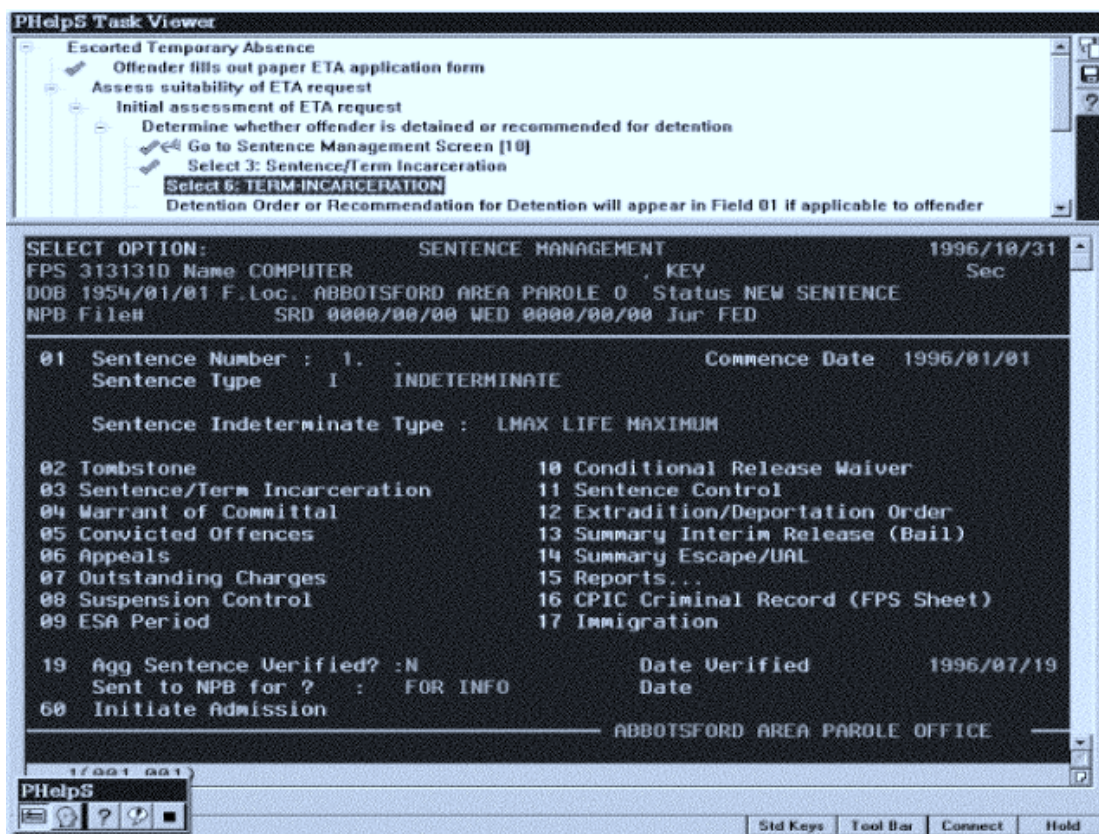 PHelpS Task Viewer
Escorted Temporary Absence
Offender fills out paper ETA application form
Assess suitability of ETA request
Initial assessment of ETA request
Determine whether offender is detained or recommended for detention
Go to Sentence Management Screen [10]
Select 3: Sentence/Term Incarceration
Select 6: TERM-INCARCERATION
Detention Order or Recommendation for Detention will appear in Field 01 if applicable to offender
SELECT OPTION: SENTENCE MANAGEMENT 1996/10/31
FPS 313131D Name COMPUTER , KEY Sec
DOB 1954/01/01 F.Loc. ABBOTSFORD AREA PAROLE O Status NEW SENTENCE
NPB File# SRD 0000/00/00 WED 0000/00/00 Jur FED
01 Sentence Number : 1. . Commence Date 1996/01/01
Sentence Type I INDETERMINATE
Sentence Indeterminate Type : LMAX LIFE MAXIMUM
02 Tombstone 10 Conditional Release Waiver
03 Sentence/Term Incarceration 11 Sentence Control
04 Warrant of Committal 12 Extradition/Deportation Order
05 Convicted Offences 13 Summary Interim Release (Bail)
06 Appeals 14 Summary Escape/UAL
07 Outstanding Charges 15 Reports...
08 Suspension Control 16 CPIC Criminal Record (FPS Sheet)
09 ESA Period 17 Immigration
19 Agg Sentence Verified? :N Date Verified 1996/07/19
Sent to NPB for ? : FOR INFO Date
60 Initiate Admission
ABBOTSFORD AREA PAROLE OFFICE
1(001,001)
PHelpS
Std Keys Tool Bar Connect Hold